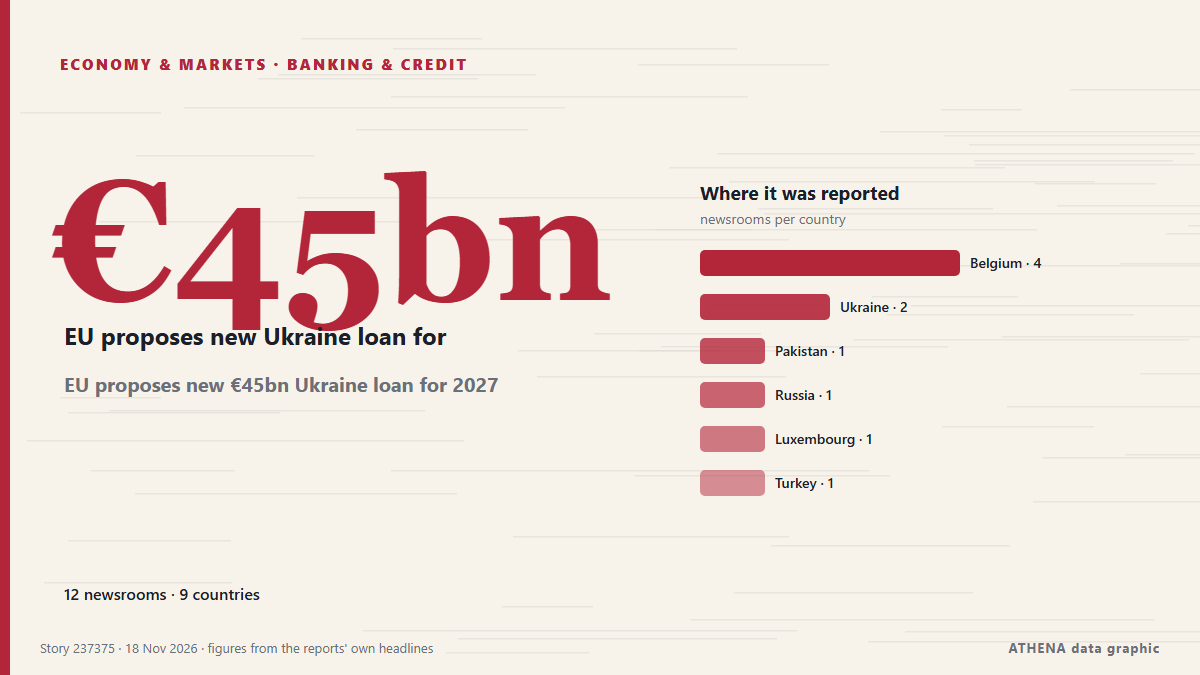 ECONOMY & MARKETS · BANKING & CREDIT
€45bn
EU proposes new Ukraine loan for
EU proposes new €45bn Ukraine loan for 2027
Where it was reported
newsrooms per country
Belgium · 4
Ukraine · 2
Pakistan · 1
Russia · 1
Luxembourg · 1
Turkey · 1
12 newsrooms · 9 countries
Story 237375 · 18 Nov 2026 · figures from the reports' own headlines
ATHENA data graphic